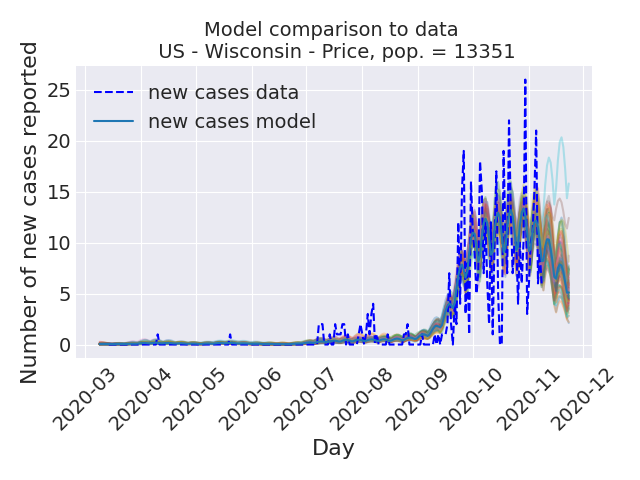 Model comparison to data
US - Wisconsin - Price, pop. = 13351
Number of new cases reported
25
20
15
10
5
0
new cases data
new cases model
2020-03
2020-04
2020-05
2020-06
2020-07
2020-08
2020-09
2020-10
2020-11
2020-12
Day